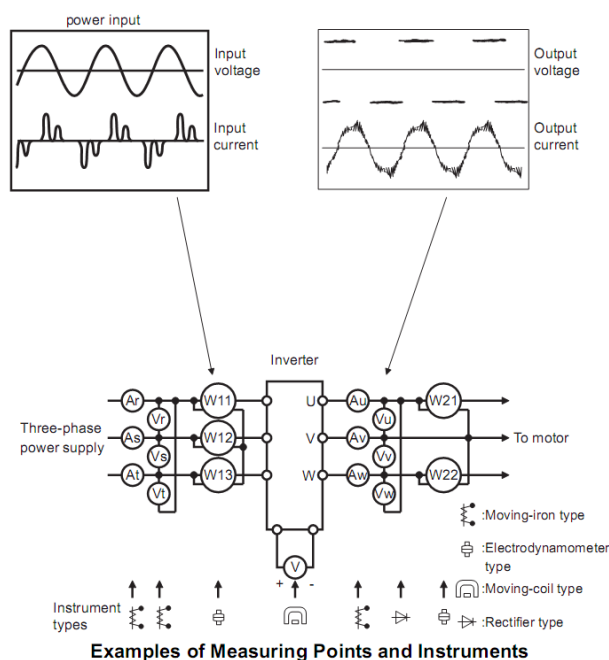 power input
Input
voltage
Input
current
Output
voltage
Output
current
Inverter
Three-phase
power supply
Ar
As
At
Vr
Vs
Vt
W11
W12
W13
U
V
W
Au
Av
Aw
Vu
Vv
Vw
W21
W22
To motor
+ V -
Instrument
types
:Moving-iron type
:Electrodynamometer
type
:Moving-coil type
:Rectifier type
Examples of Measuring Points and Instruments